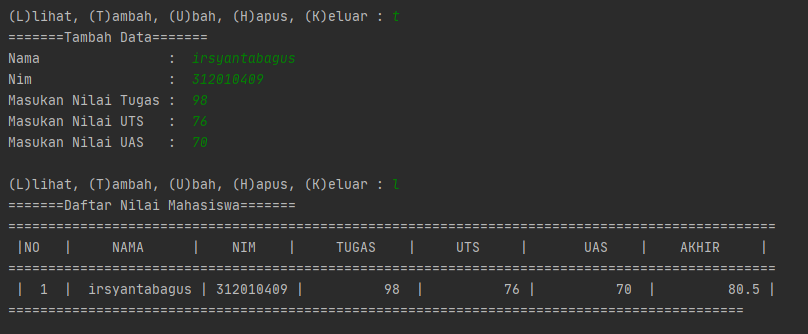 (L)lihat, (T)ambah, (U)bah, (H)apus, (K)eluar : t
=======Tambah Data=======
Nama                :  irsyantabagus
Nim                 :  312010409
Masukan Nilai Tugas :  98
Masukan Nilai UTS   :  76
Masukan Nilai UAS   :  70

(L)lihat, (T)ambah, (U)bah, (H)apus, (K)eluar : l
=======Daftar Nilai Mahasiswa=======
================================================================================================
 |NO   |     NAMA      |    NIM    |     TUGAS    |     UTS     |       UAS    |    AKHIR     |
================================================================================================
 |  1  |  irsyantabagus | 312010409 |         98  |          76 |          70  |         80.5 |
============================================================================================